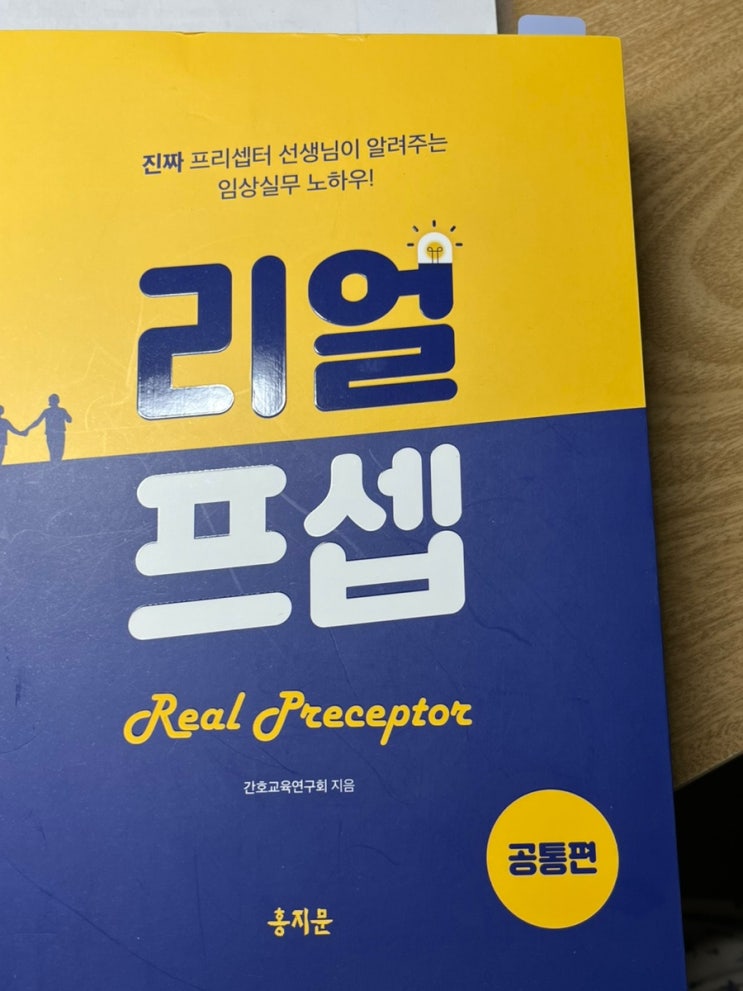 진짜 프리셉터 선생님이 알려주는
임상실무 노하우!
리얼
프셉
Real Preceptor
간호교육연구회 지음
공통편
홍지문